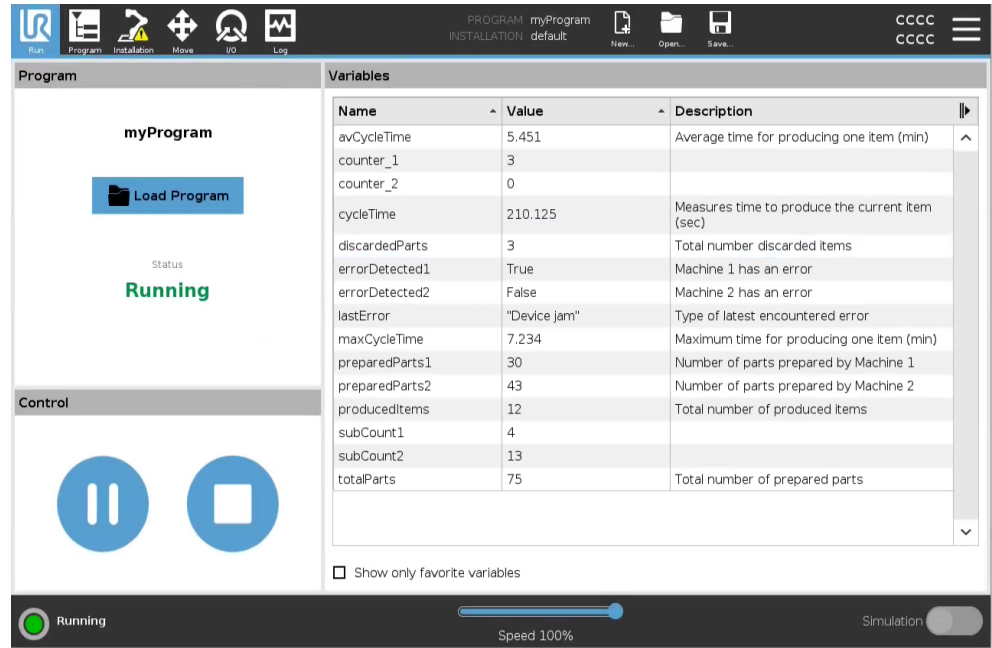 UR
PROGRAM myProgram
INSTALLATION default
CCCC
CCCC
Run Program Installation Move I/O Log New... Open... Save...
Program
myProgram
Load Program
Status
Running
Control
Variables
Name Value Description
avCycleTime 5.451 Average time for producing one item (min)
counter_1 3
counter_2 0
cycleTime 210.125 Measures time to produce the current item
(sec)
discardedParts 3 Total number discarded items
errorDetected1 True Machine 1 has an error
errorDetected2 False Machine 2 has an error
lastError "Device jam" Type of latest encountered error
maxCycleTime 7.234 Maximum time for producing one item (min)
preparedParts1 30 Number of parts prepared by Machine 1
preparedParts2 43 Number of parts prepared by Machine 2
producedItems 12 Total number of produced items
subCount1 4
subCount2 13
totalParts 75 Total number of prepared parts
Show only favorite variables
Running
Speed 100%
Simulation